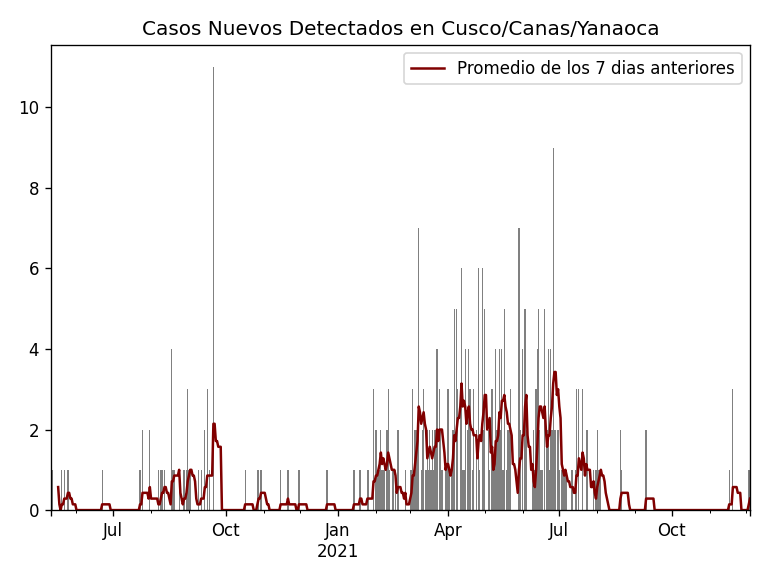 Casos Nuevos Detectados en Cusco/Canas/Yanaoca
Promedio de los 7 dias anteriores
10
8
6
4
2
0
Jul
Oct
Jan
Apr
Jul
Oct
2021